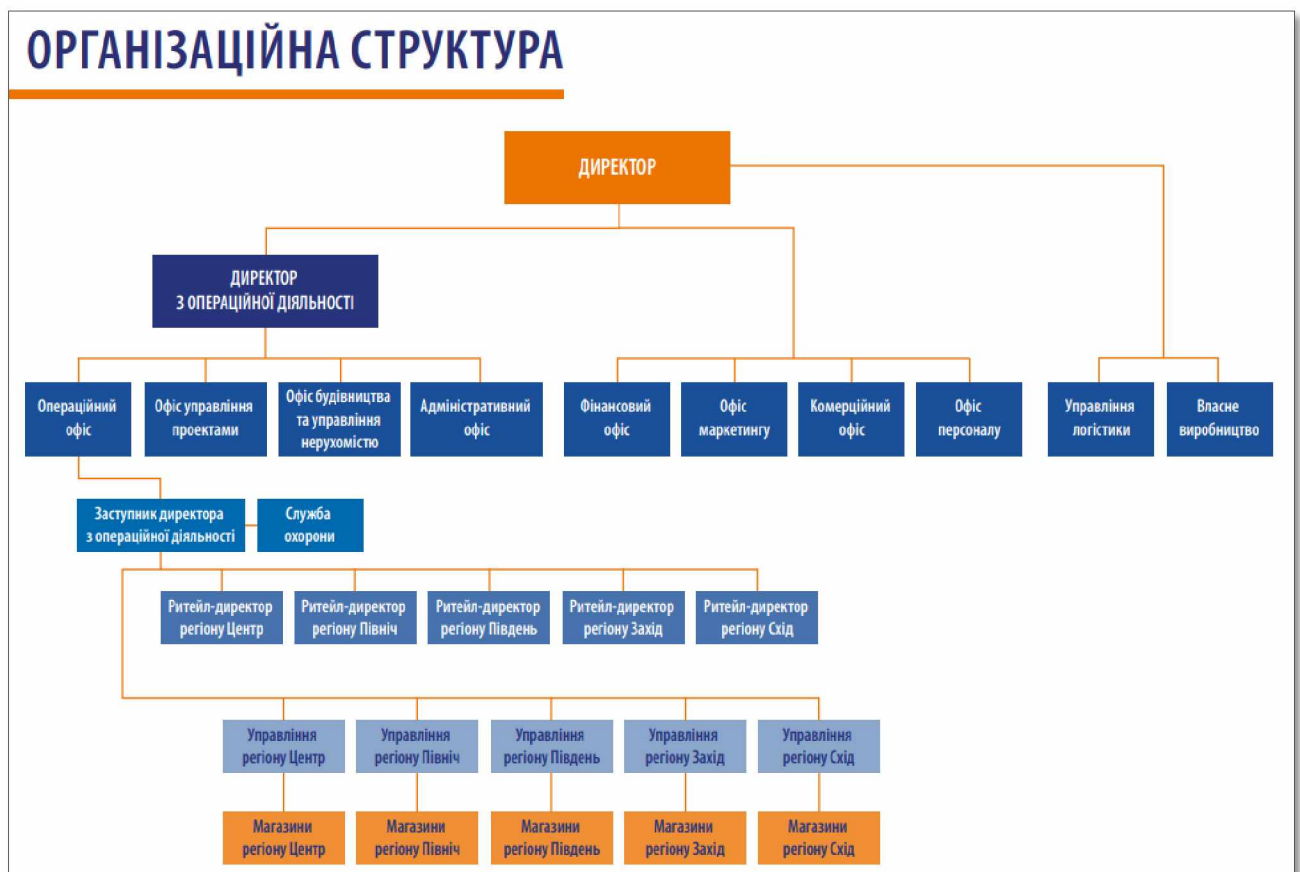 ОРГАНІЗАЦІЙНА СТРУКТУРА
ДИРЕКТОР
ДИРЕКТОР
З ОПЕРАЦІЙНОЇ ДІЯЛЬНОСТІ
Операційний
офіс
Офіс управління
проектами
Офіс будівництва
та управління
нерухомістю
Адміністративний
офіс
Фінансовий
офіс
Офіс
маркетингу
Комерційний
офіс
Офіс
персоналу
Управління
логістики
Власне
виробництво
Заступник директора
з операційної діяльності
Служба
охорони
Ритейл-директор
регіону Центр
Ритейл-директор
регіону Північ
Ритейл-директор
регіону Південь
Ритейл-директор
регіону Захід
Ритейл-директор
регіону Схід
Управління
регіону Центр
Управління
регіону Північ
Управління
регіону Південь
Управління
регіону Захід
Управління
регіону Схід
Магазини
регіону Центр
Магазини
регіону Північ
Магазини
регіону Південь
Магазини
регіону Захід
Магазини
регіону Схід